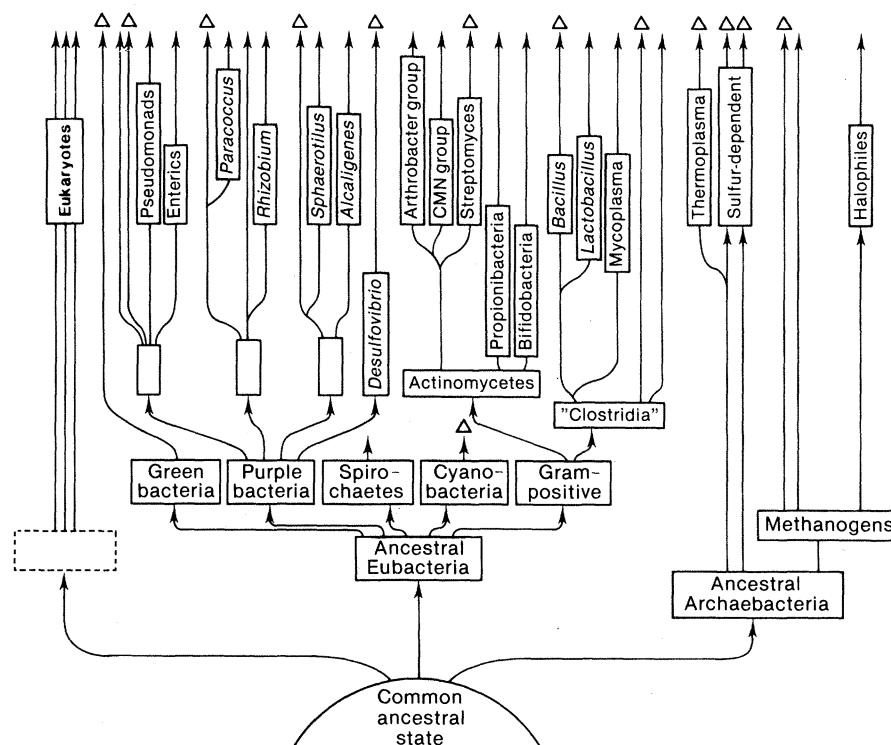 Eukaryotes
Pseudomonads
Enterics
Paracoccus
Rhizobium
Sphaerotilus
Alcaligenes
Desulfovibrio
Arthrobacter group
CMN group
Streptomyces
Propionibacteria
Bifidobacteria
Bacillus
Lactobacillus
Mycoplasma
Thermoplasma
Sulfur-dependent
Halophiles
Actinomycetes
"Clostridia"
Green
bacteria
Purple
bacteria
Spiro-
chaetes
Cyano-
bacteria
Gram-
positive
Methanogens
Ancestral
Eubacteria
Ancestral
Archaebacteria
Common
ancestral
state